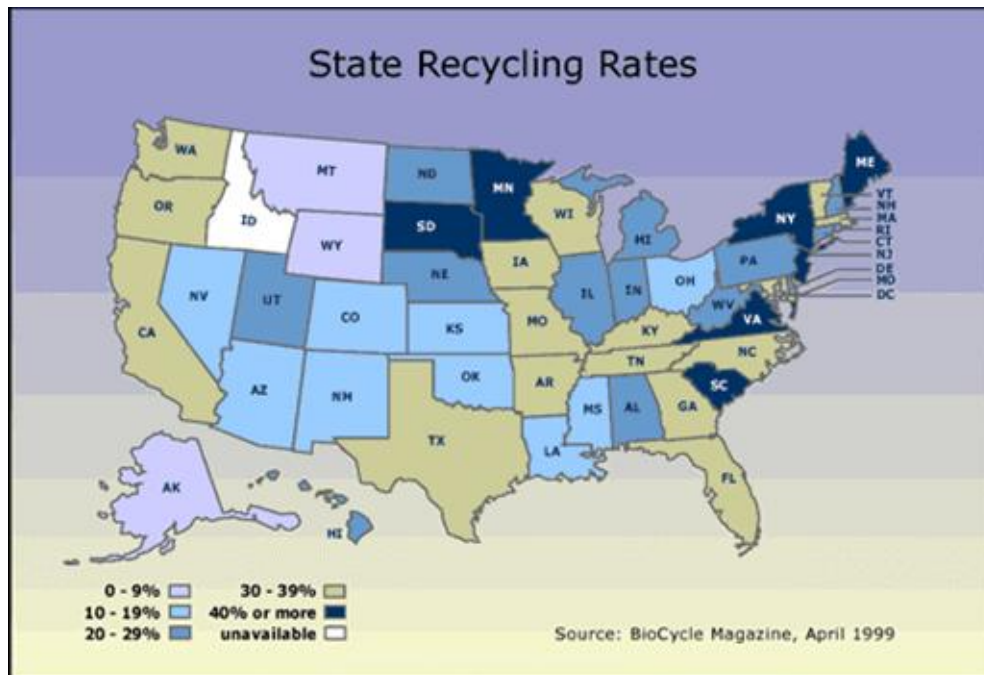 State Recycling Rates
WA
MT
ND
MN
ME
OR
ID
SD
WI
NY
VT
NH
MA
RI
CT
NJ
DE
MO
DC
WY
HI
PA
IA
NE
NV
UT
CO
IL
IN
OH
WV
VA
CA
KS
MO
KY
NC
TN
AZ
NH
OK
AR
SC
MS
AL
GA
TX
LA
FL
AK
HI
0 - 9%
30 - 39%
10 - 19%
40% or more
20 - 29%
unavailable
Source: BioCycle Magazine, April 1999